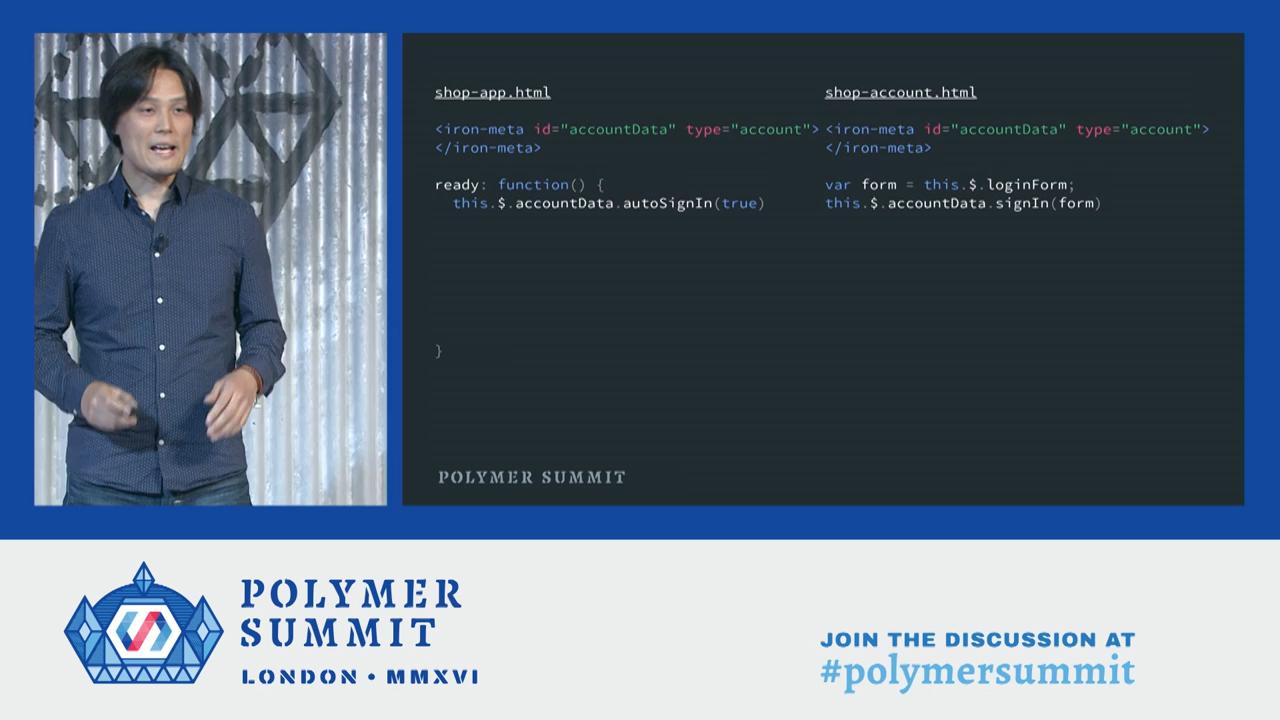 shop-app.html
<iron-meta id="accountData" type="account">
</iron-meta>
ready: function() {
  this.$.accountData.autoSignIn(true)
}
shop-account.html
<iron-meta id="accountData" type="account">
</iron-meta>
var form = this.$.loginForm;
this.$.accountData.signIn(form)
POLYMER SUMMIT
POLYMER
SUMMIT
LONDON • MMXVI
JOIN THE DISCUSSION AT
#polymersummit